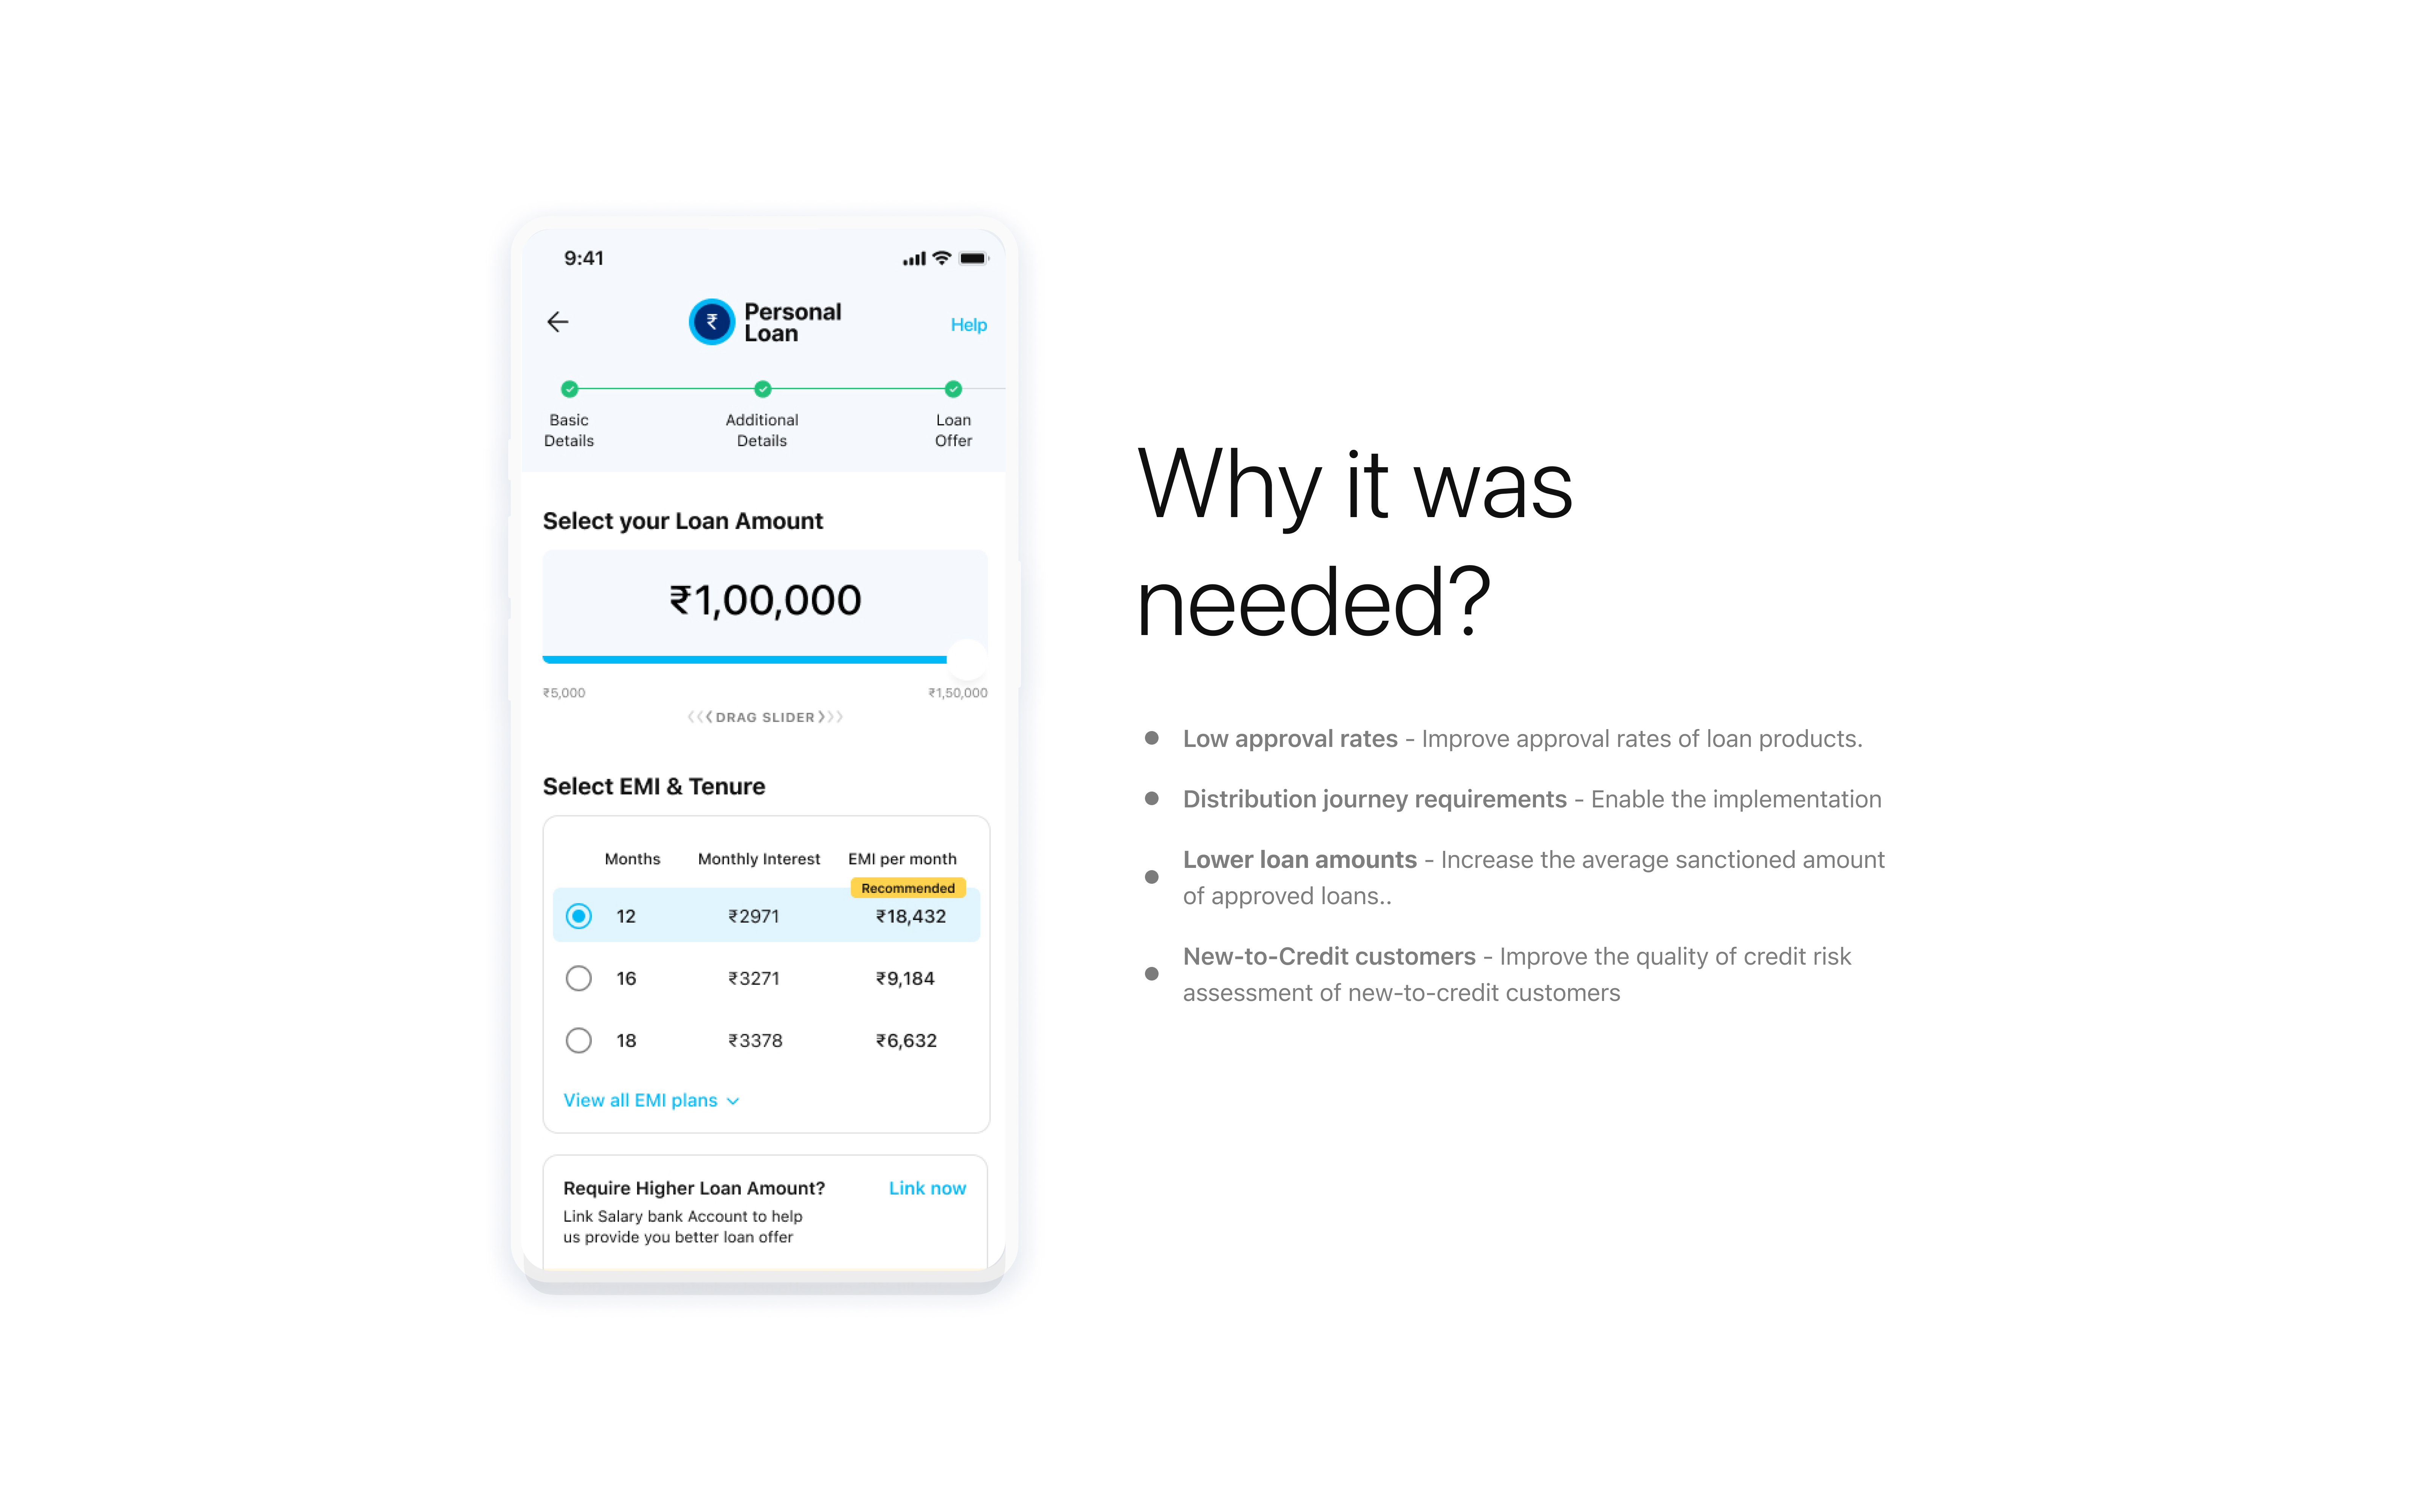 9:41
₹
Personal
Loan
Help
Basic
Details
Additional
Details
Loan
Offer
Select your Loan Amount
₹1,00,000
₹5,000
₹1,50,000
DRAG SLIDER
Select EMI & Tenure
Months Monthly Interest EMI per month
Recommended
12 ₹2971 ₹18,432
16 ₹3271 ₹9,184
18 ₹3378 ₹6,632
View all EMI plans
Require Higher Loan Amount? Link now
Link Salary bank Account to help
us provide you better loan offer
Why it was
needed?
Low approval rates - Improve approval rates of loan products.
Distribution journey requirements - Enable the implementation
Lower loan amounts - Increase the average sanctioned amount
of approved loans..
New-to-Credit customers - Improve the quality of credit risk
assessment of new-to-credit customers